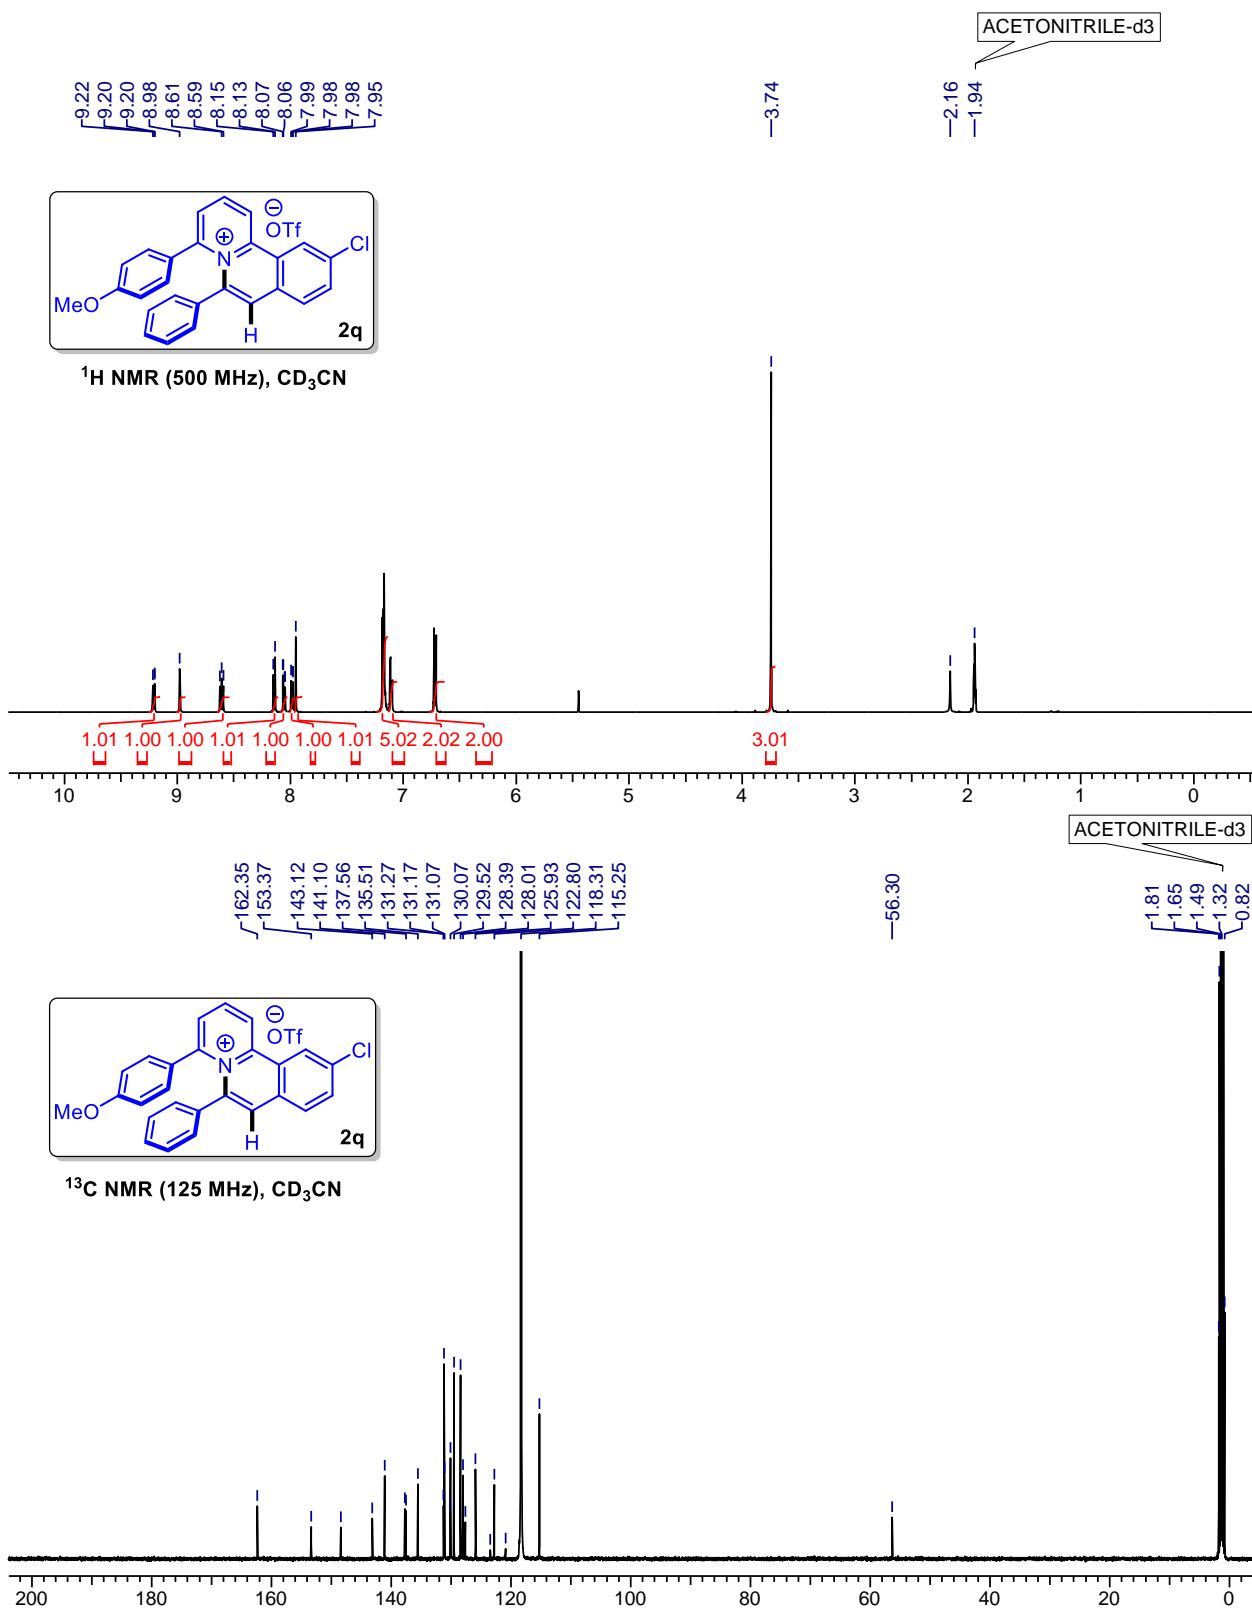 ACETONITRILE-d3
9.22
9.20
9.20
8.98
8.61
8.59
8.15
8.13
8.07
8.06
7.99
7.98
7.98
7.95
3.74
2.16
1.94
⊖
OTf
Cl
⊕
N
MeO
H
2q
¹H NMR (500 MHz), CD₃CN
1.01 1.00 1.00 1.01 1.00 1.00 1.01 5.02 2.02 2.00 3.01
10 9 8 7 6 5 4 3 2 1 0
ACETONITRILE-d3
162.35
153.37
143.12
141.10
137.56
135.51
131.27
131.17
131.07
130.07
129.52
128.39
128.01
125.93
122.80
118.31
115.25
56.30
1.81
1.65
1.49
1.32
0.82
⊖
OTf
Cl
⊕
N
MeO
H
2q
¹³C NMR (125 MHz), CD₃CN
200 180 160 140 120 100 80 60 40 20 0